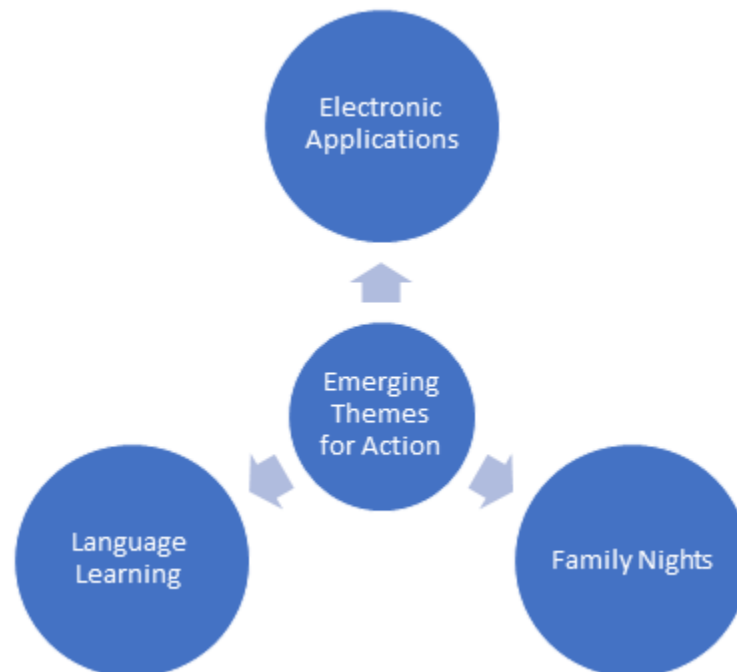 Electronic
Applications
Emerging
Themes
for Action
Language
Learning
Family Nights